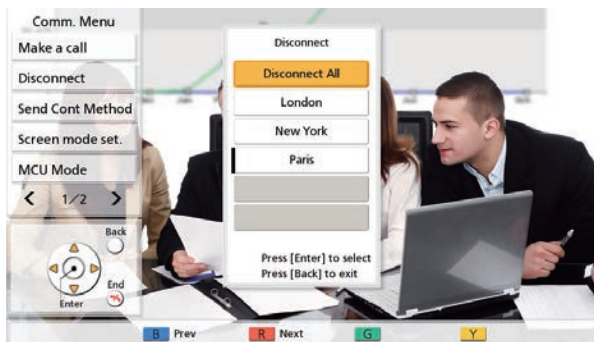 Comm. Menu
Make a call
Disconnect
Send Cont Method
Screen mode set.
MCU Mode
1/2
Back
End
Enter
Disconnect
Disconnect All
London
New York
Paris
Press [Enter] to select
Press [Back] to exit
B Prev
R Next
G
Y